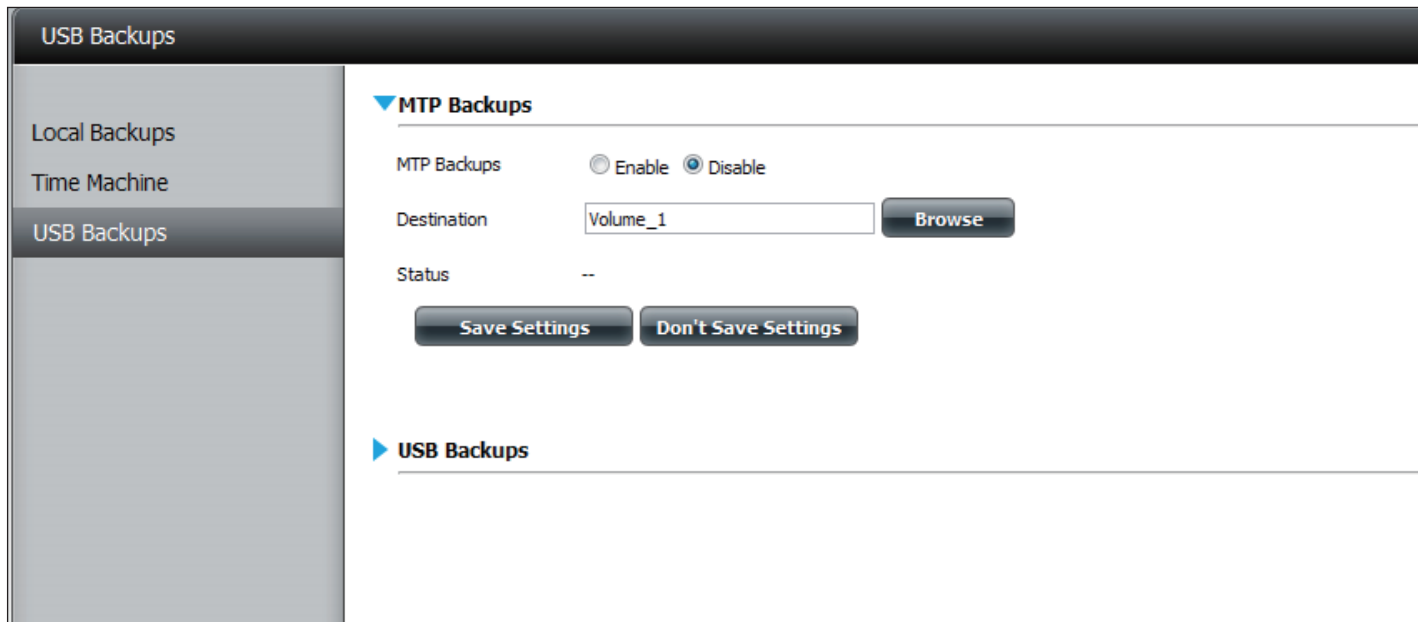 USB Backups
Local Backups
Time Machine
USB Backups
MTP Backups
MTP Backups Enable Disable
Destination Volume_1 Browse
Status --
Save Settings Don't Save Settings
USB Backups